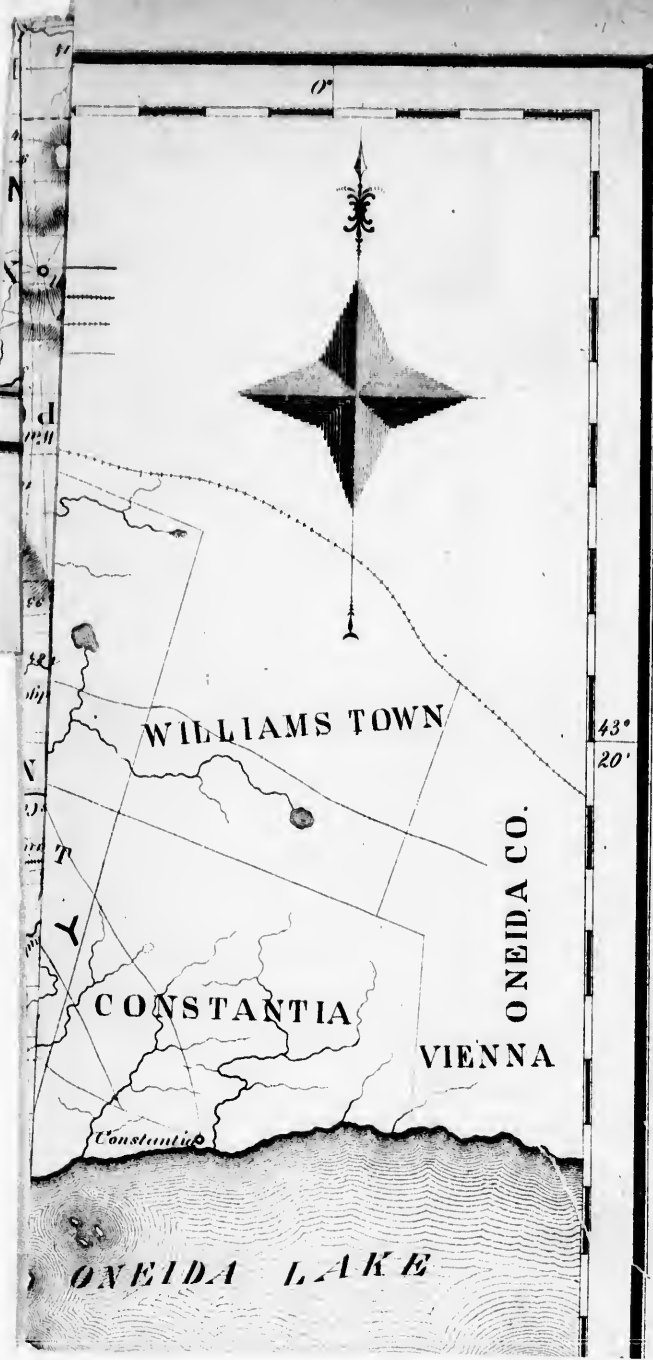 0°
d
WILLIAMS TOWN
43°
20'
N
T
Y
ONEIDA CO.
CONSTANTIA
VIENNA
Constantia
ONEIDA LAKE